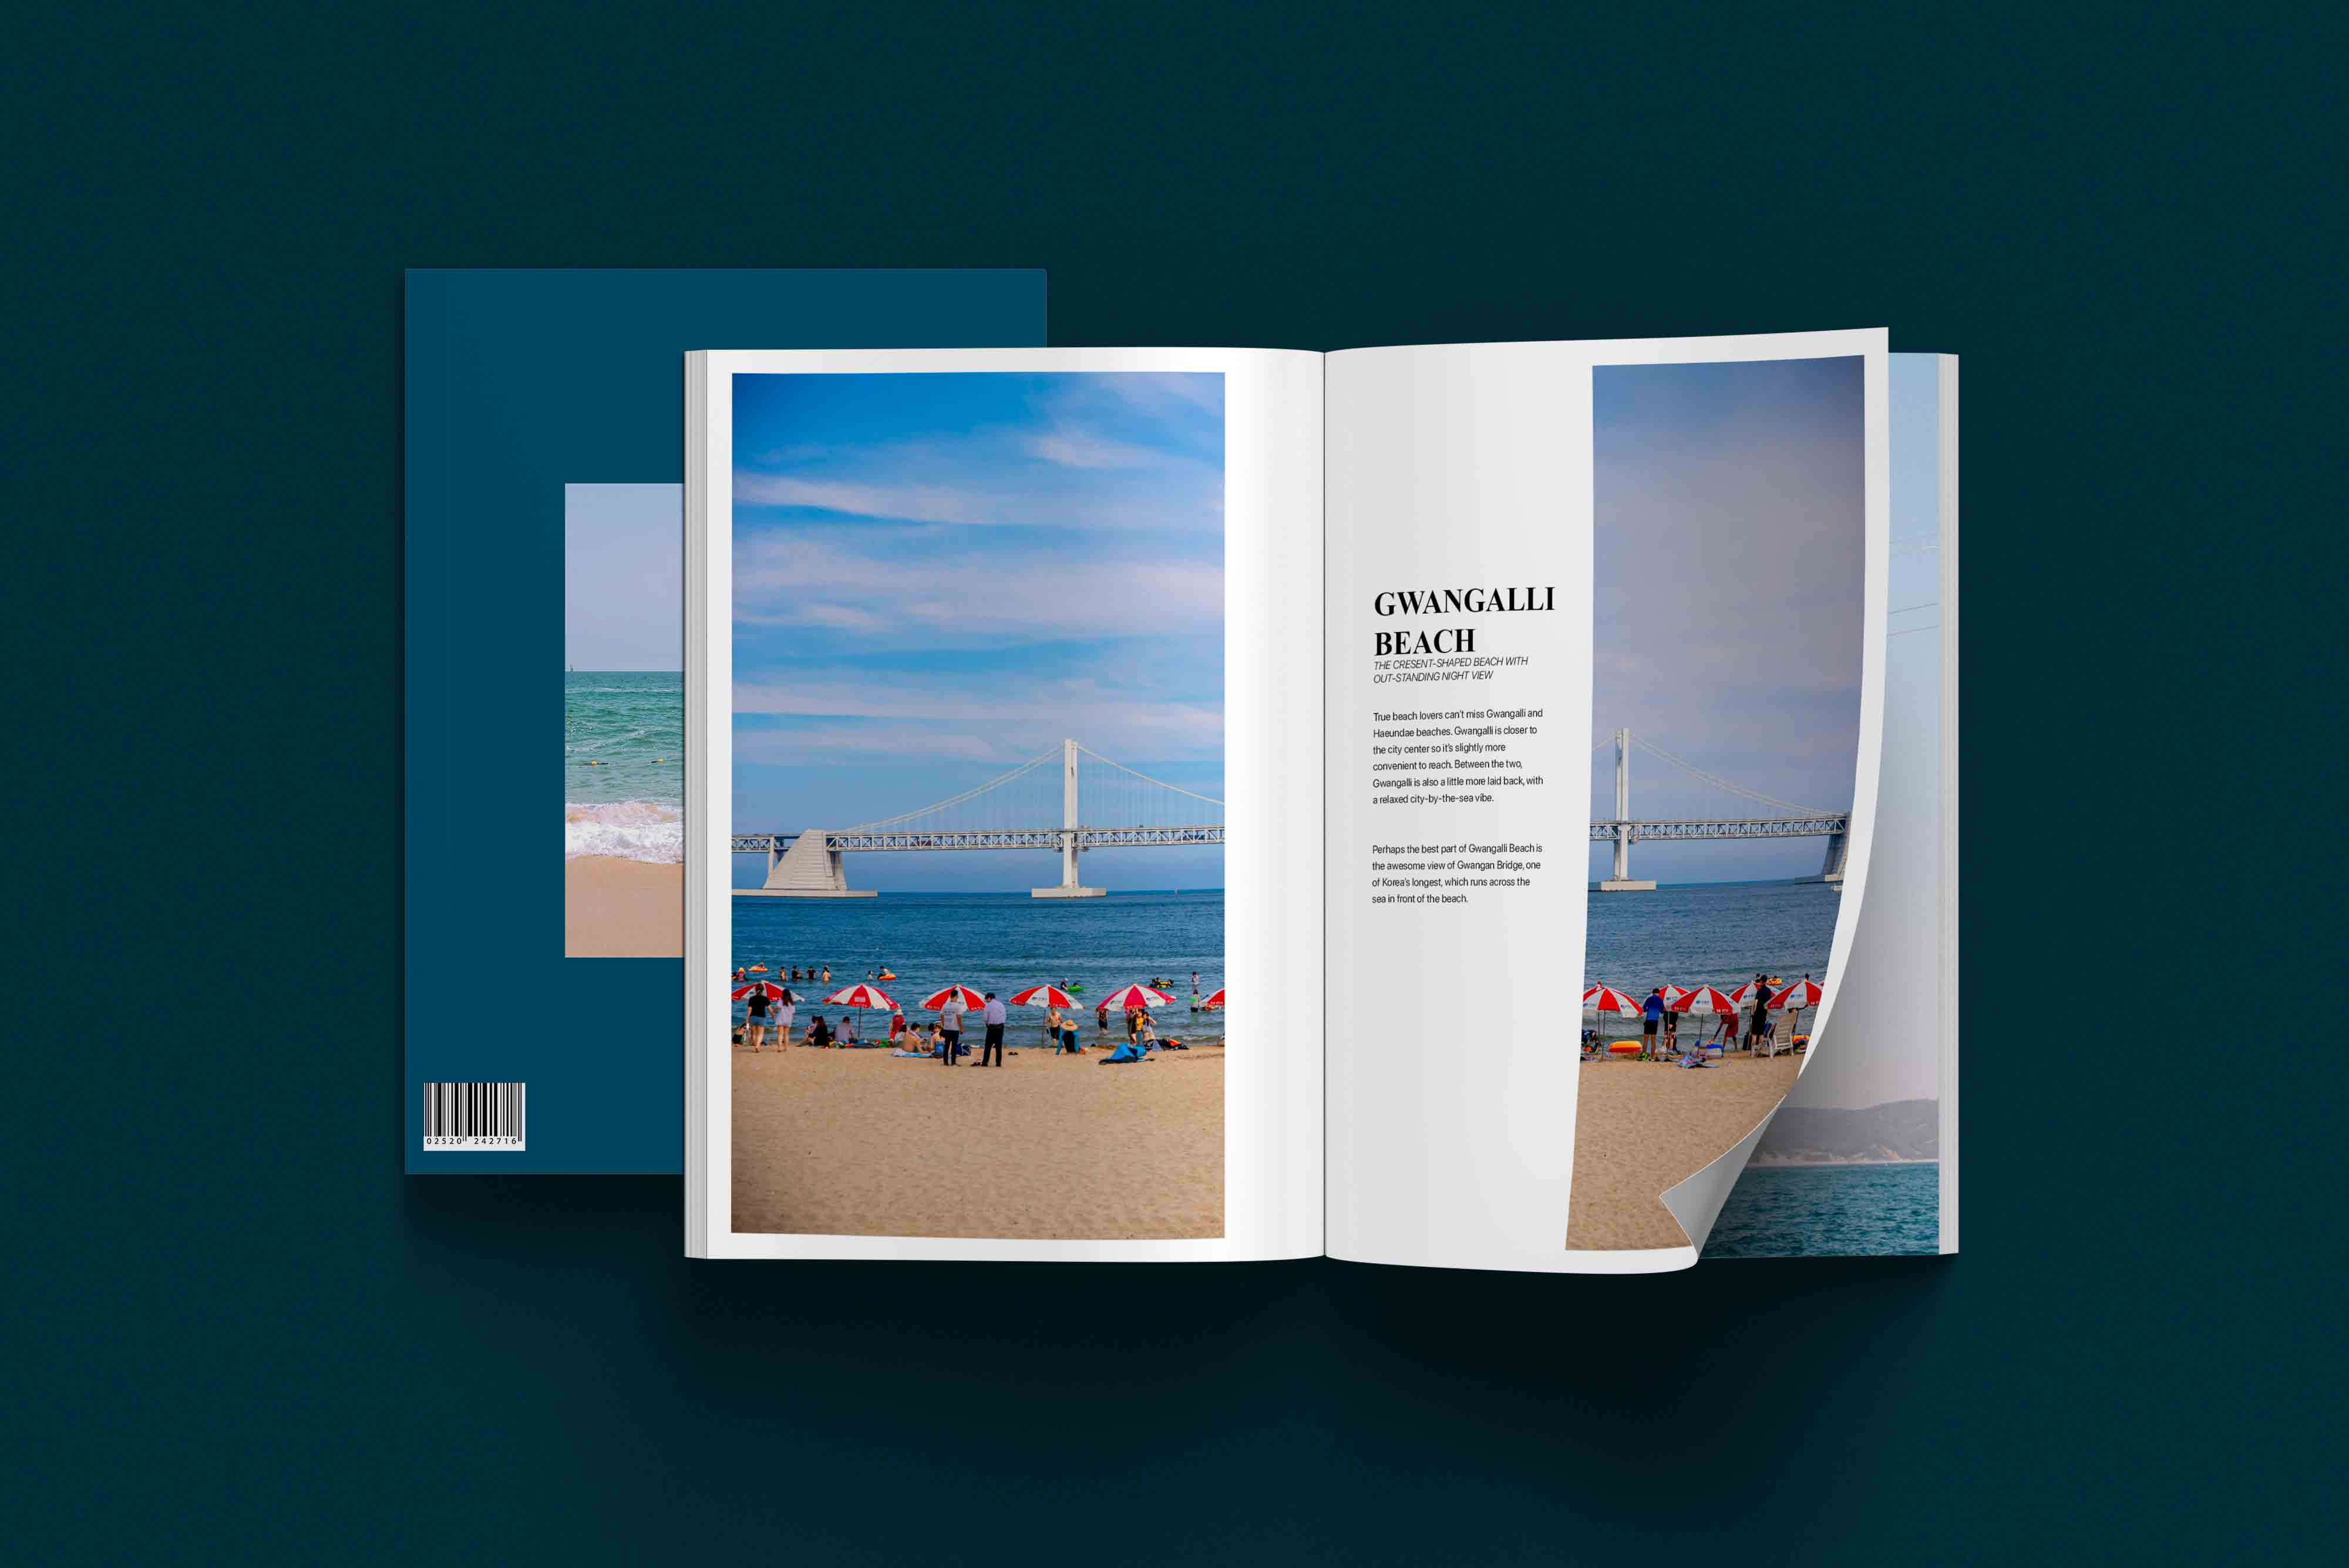 GWANGALLI
BEACH
THE CRESENT-SHAPED BEACH WITH
OUT-STANDING NIGHT VIEW
True beach lovers can't miss Gwangalli and
Haeundae beaches. Gwangalli is closer to
the city center so it's slightly more
convenient to reach. Between the two,
Gwangalli is also a little more laid back, with
a relaxed city-by-the-sea vibe.
Perhaps the best part of Gwangalli Beach is
the awesome view of Gwangan Bridge, one
of Korea's longest, which runs across the
sea in front of the beach.
02520 242716